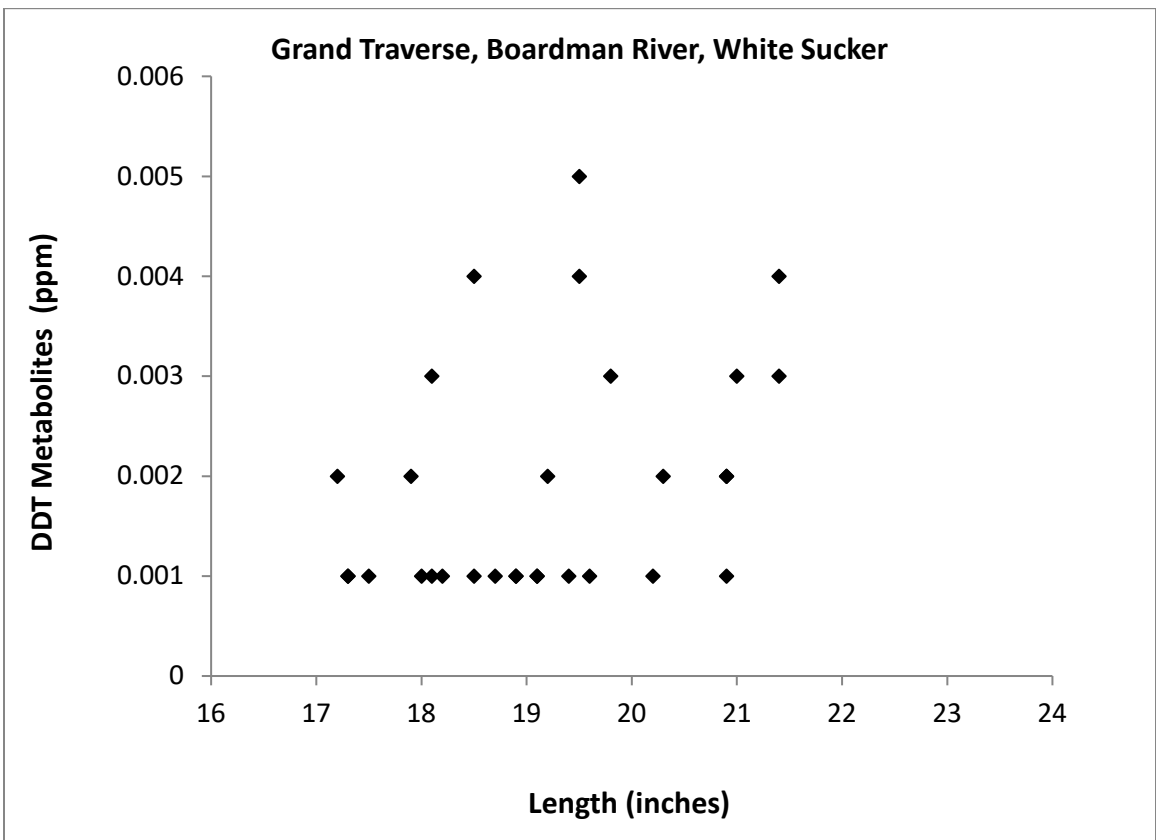 Grand Traverse, Boardman River, White Sucker
0.006
0.005
0.004
0.003
0.002
0.001
0
DDT Metabolites (ppm)
16 17 18 19 20 21 22 23 24
Length (inches)